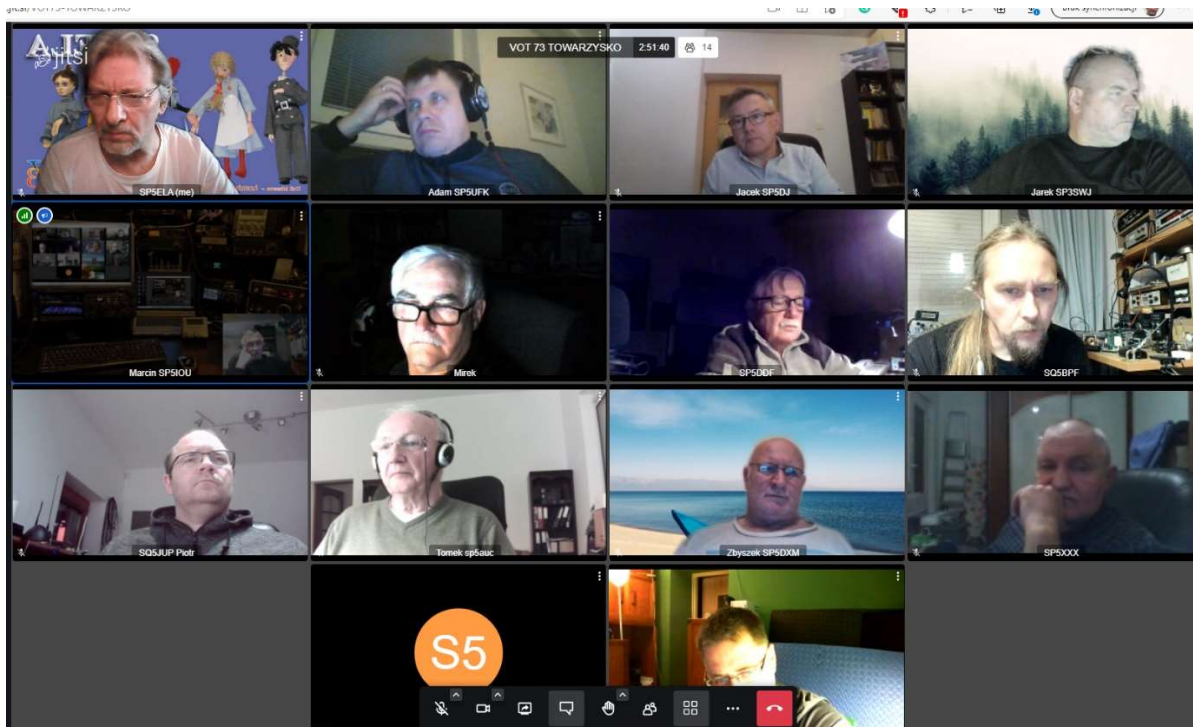 VOT 73 TOWARZYSKO 2:51:40 14
jitsi
SP5ELA (me)
Adam SP5UFK
Jacek SP5DJ
Jarek SP3SWJ
Marcin SP5IOU
Mirek
SP5DDF
SQ5BPF
SQ5JUP Piotr
Tomek sp5auc
Zbyszek SP5DXM
SP5XXX
S5